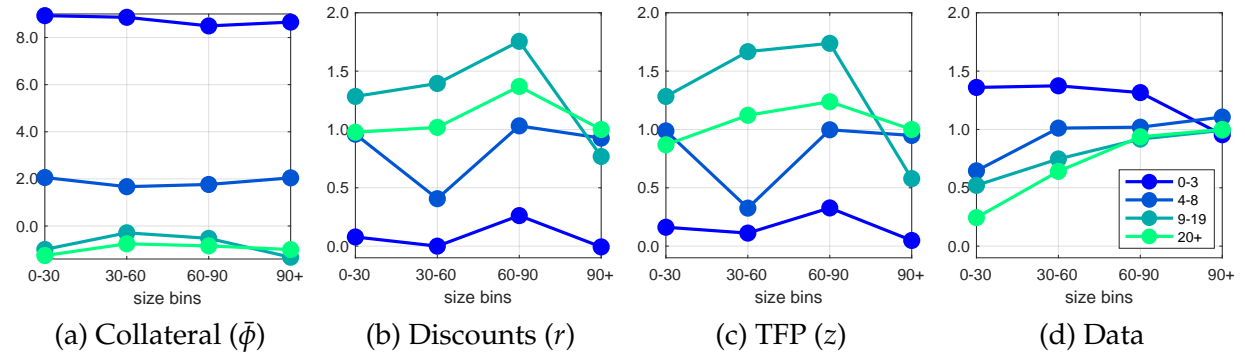 8.0
6.0
4.0
2.0
0.0
0-30 30-60 60-90 90+
size bins
(a) Collateral (ϕ̄)
2.0
1.5
1.0
0.5
0.0
0-30 30-60 60-90 90+
size bins
(b) Discounts (r)
2.0
1.5
1.0
0.5
0.0
0-30 30-60 60-90 90+
size bins
(c) TFP (z)
2.0
1.5
1.0
0.5
0.0
0-3
4-8
9-19
20+
0-30 30-60 60-90 90+
size bins
(d) Data